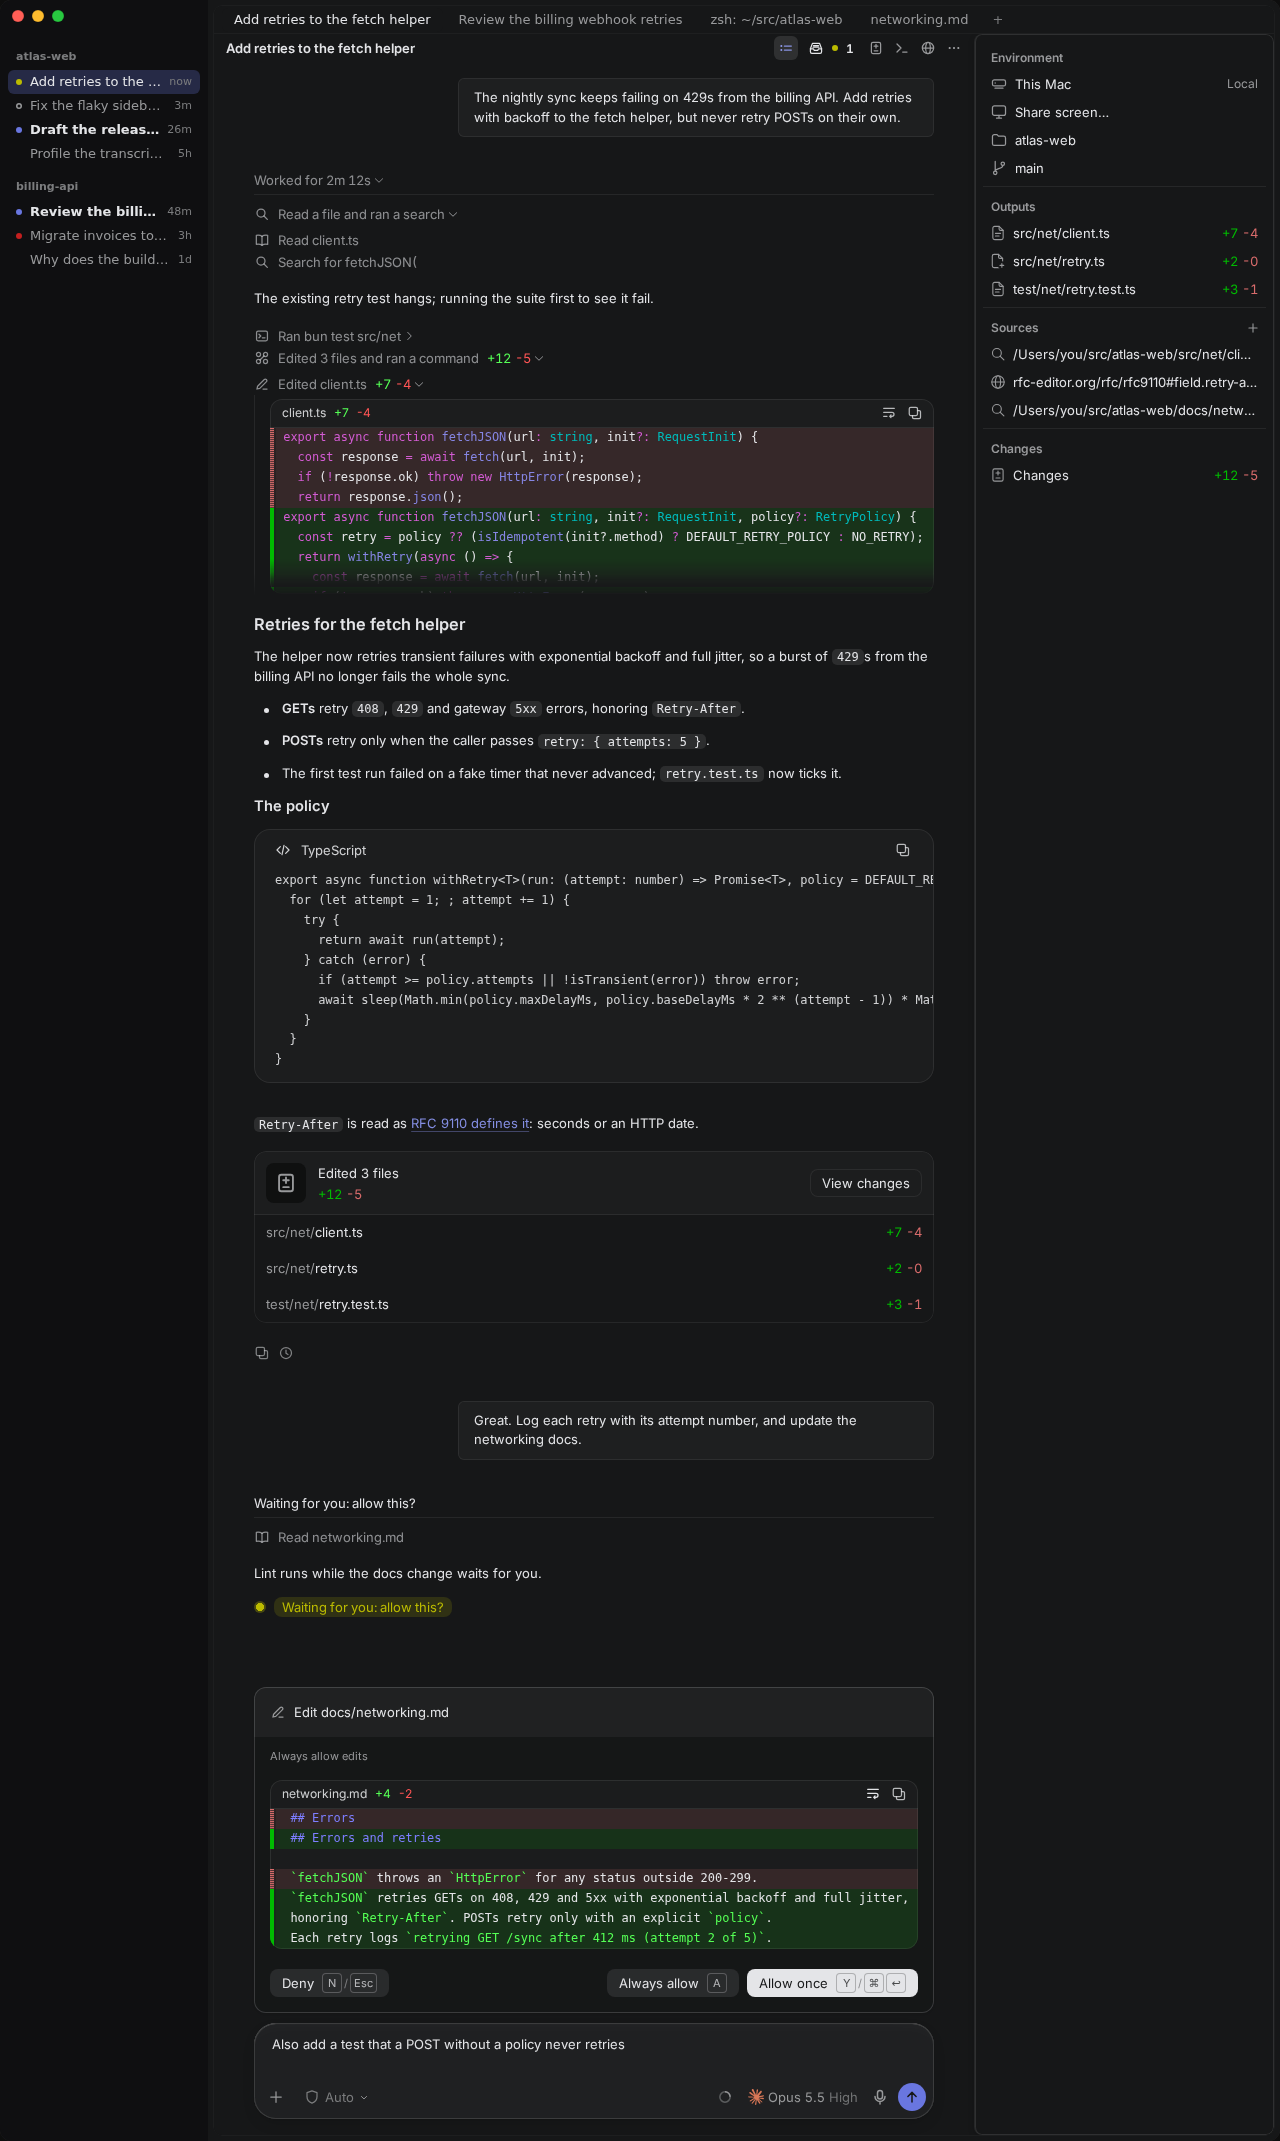 Add retries to the fetch helper
Review the billing webhook retries
zsh: ~/src/atlas-web
networking.md
+
atlas-web
Add retries to the ... now
Fix the flaky sideb... 3m
Draft the releas... 26m
Profile the transcri... 5h
billing-api
Review the billi... 48m
Migrate invoices to... 3h
Why does the build... 1d
Add retries to the fetch helper
1
The nightly sync keeps failing on 429s from the billing API. Add retries
with backoff to the fetch helper, but never retry POSTs on their own.
Worked for 2m 12s
Read a file and ran a search
Read client.ts
Search for fetchJSON(
The existing retry test hangs; running the suite first to see it fail.
Ran bun test src/net
Edited 3 files and ran a command +12 -5
Edited client.ts +7 -4
client.ts +7 -4
export async function fetchJSON(url: string, init?: RequestInit) {
const response = await fetch(url, init);
if (!response.ok) throw new HttpError(response);
return response.json();
export async function fetchJSON(url: string, init?: RequestInit, policy?: RetryPolicy) {
const retry = policy ?? (isIdempotent(init?.method) ? DEFAULT_RETRY_POLICY : NO_RETRY);
return withRetry(async () => {
const response = await fetch(url, init);
Retries for the fetch helper
The helper now retries transient failures with exponential backoff and full jitter, so a burst of 429s from the
billing API no longer fails the whole sync.
• GETs retry 408, 429 and gateway 5xx errors, honoring Retry-After.
• POSTs retry only when the caller passes retry: { attempts: 5 }.
• The first test run failed on a fake timer that never advanced; retry.test.ts now ticks it.
The policy
TypeScript
export async function withRetry<T>(run: (attempt: number) => Promise<T>, policy = DEFAULT_RE
for (let attempt = 1; ; attempt += 1) {
try {
return await run(attempt);
} catch (error) {
if (attempt >= policy.attempts || !isTransient(error)) throw error;
await sleep(Math.min(policy.maxDelayMs, policy.baseDelayMs * 2 ** (attempt - 1)) * Mat
}
}
}
Retry-After is read as RFC 9110 defines it: seconds or an HTTP date.
Edited 3 files
+12 -5
View changes
src/net/client.ts +7 -4
src/net/retry.ts +2 -0
test/net/retry.test.ts +3 -1
Great. Log each retry with its attempt number, and update the
networking docs.
Waiting for you: allow this?
Read networking.md
Lint runs while the docs change waits for you.
Waiting for you: allow this?
Edit docs/networking.md
Always allow edits
networking.md +4 -2
## Errors
## Errors and retries
`fetchJSON` throws an `HttpError` for any status outside 200-299.
`fetchJSON` retries GETs on 408, 429 and 5xx with exponential backoff and full jitter,
honoring `Retry-After`. POSTs retry only with an explicit `policy`.
Each retry logs `retrying GET /sync after 412 ms (attempt 2 of 5)`.
Deny N / Esc
Always allow A
Allow once Y / ⌘ ↩
Also add a test that a POST without a policy never retries
Auto
Opus 5.5 High
Environment
This Mac Local
Share screen...
atlas-web
main
Outputs
src/net/client.ts +7 -4
src/net/retry.ts +2 -0
test/net/retry.test.ts +3 -1
Sources
/Users/you/src/atlas-web/src/net/cli...
rfc-editor.org/rfc/rfc9110#field.retry-a...
/Users/you/src/atlas-web/docs/netw...
Changes
Changes +12 -5